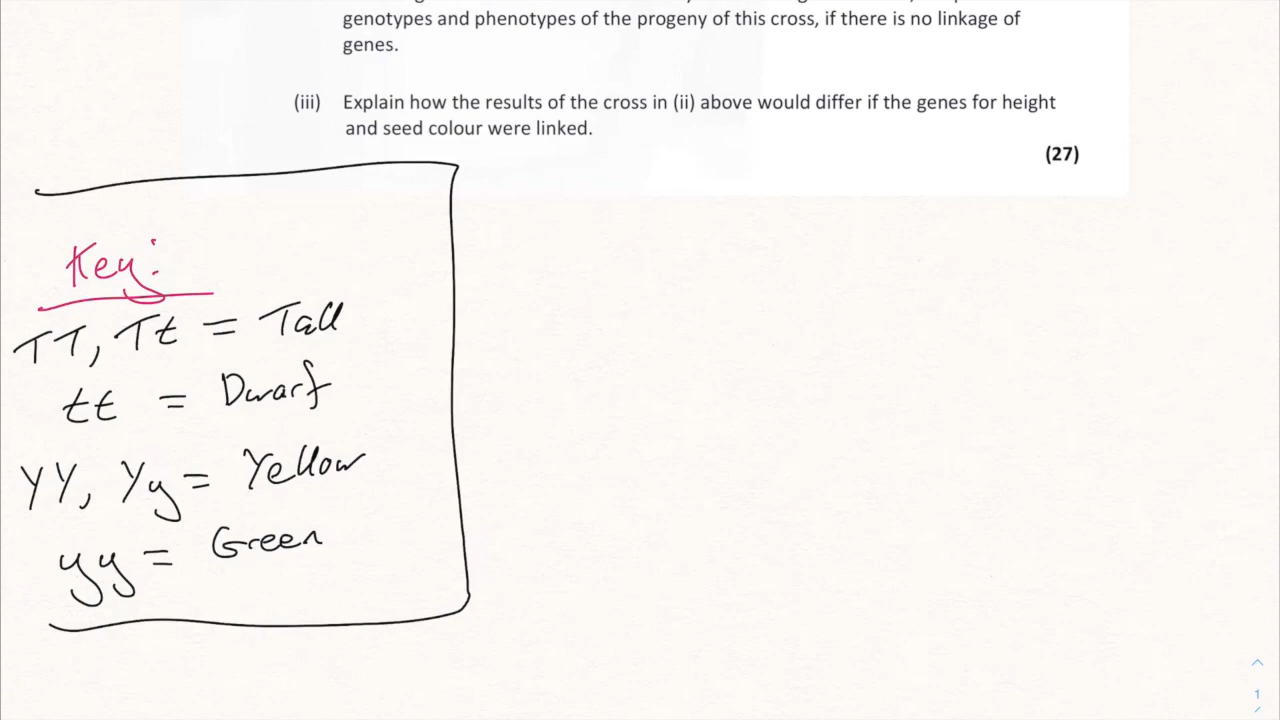 genotypes and phenotypes of the progeny of this cross, if there is no linkage of
genes.
(iii) Explain how the results of the cross in (ii) above would differ if the genes for height
and seed colour were linked.
(27)
Key:
TT, Tt = Tall
tt = Dwarf
YY, Yy = Yellow
yy = Green
1